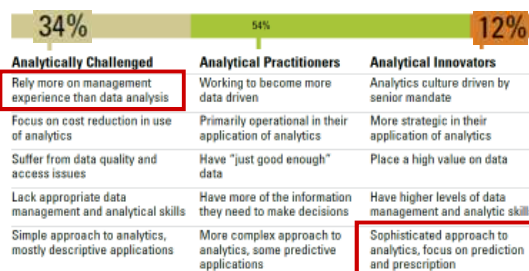 34%
54%
12%
Analytically Challenged
Analytical Practitioners
Analytical Innovators
Rely more on management
experience than data analysis
Working to become more
data driven
Analytics culture driven by
senior mandate
Focus on cost reduction in use
of analytics
Primarily operational in their
application of analytics
More strategic in their
application of analytics
Suffer from data quality and
access issues
Have "just good enough"
data
Place a high value on data
Lack appropriate data
management and analytical skills
Have more of the information
they need to make decisions
Have higher levels of data
management and analytic skill
Simple approach to analytics,
mostly descriptive applications
More complex approach to
analytics, some predictive
applications
Sophisticated approach to
analytics, focus on prediction
and prescription